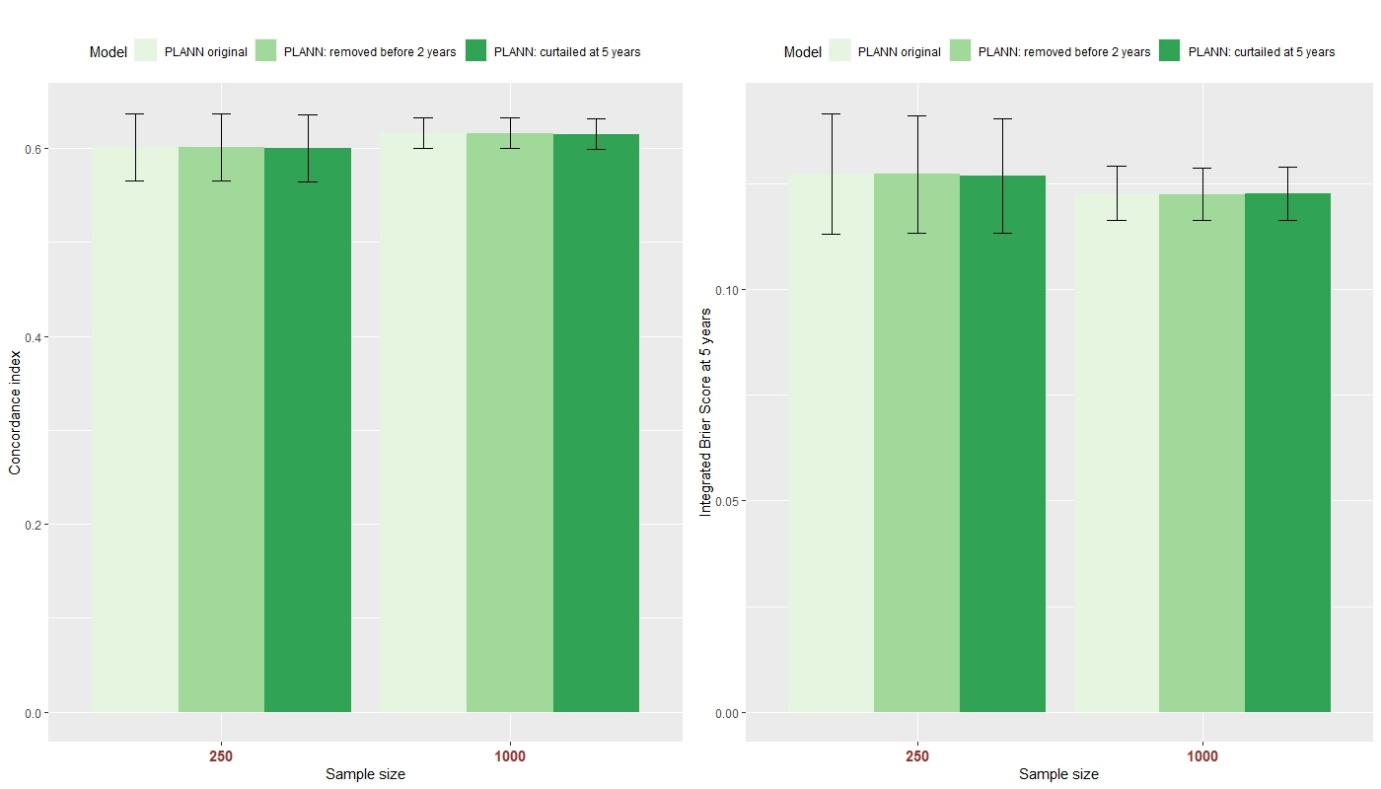 Model PLANN original PLANN: removed before 2 years PLANN: curtailed at 5 years
Concordance index
0.6
0.4
0.2
0.0
250 1000
Sample size
Model PLANN original PLANN: removed before 2 years PLANN: curtailed at 5 years
Integrated Brier Score at 5 years
0.10
0.05
0.00
250 1000
Sample size